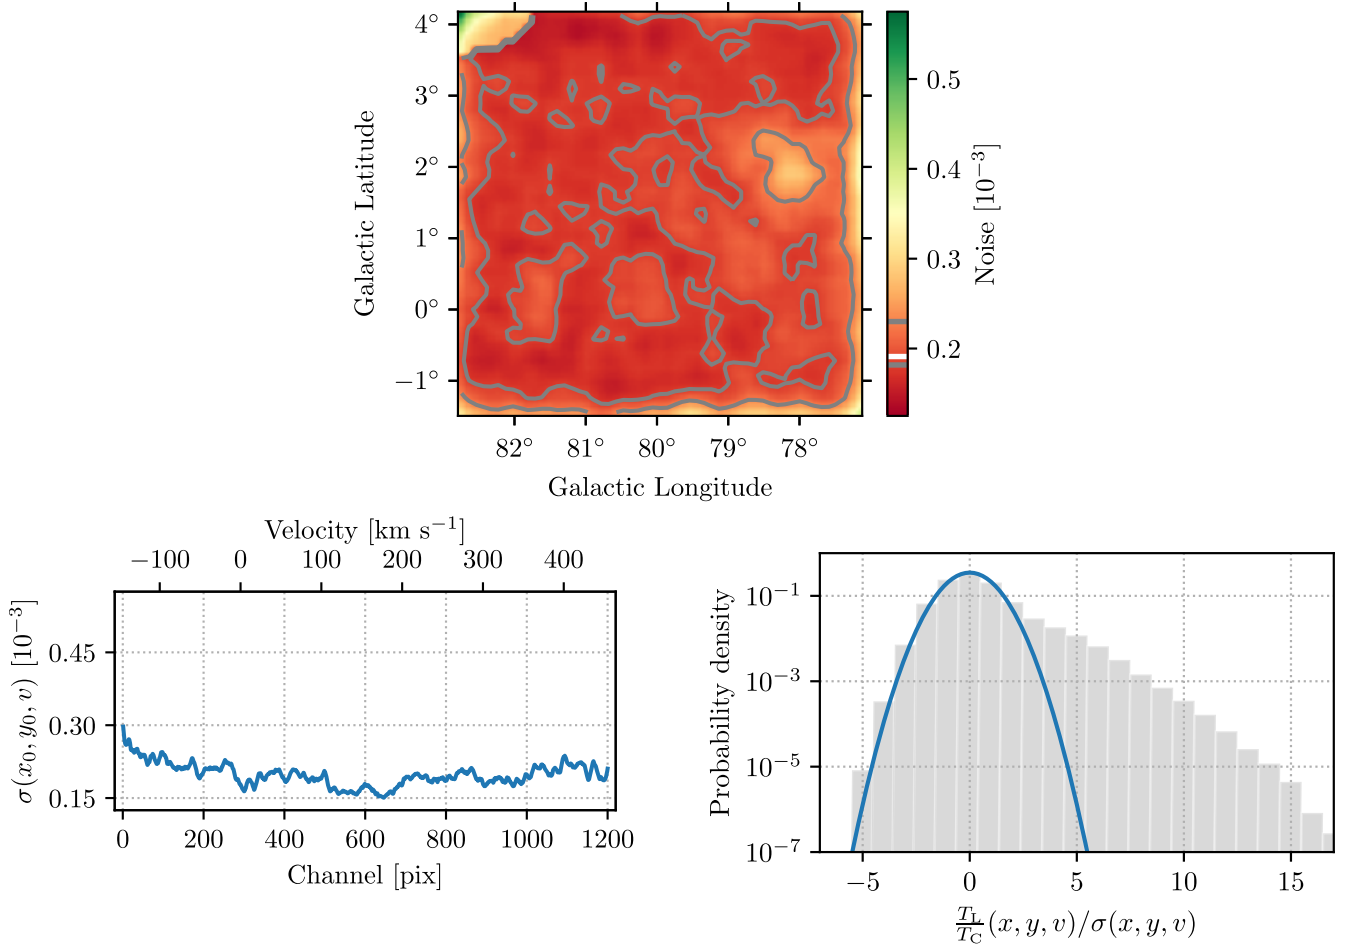 4°
3°
2°
1°
0°
−1°
Galactic Latitude
82° 81° 80° 79° 78°
Galactic Longitude
0.5
0.4
0.3
0.2
Noise [10⁻³]
Velocity [km s⁻¹]
−100 0 100 200 300 400
0.45
0.30
0.15
σ(x₀, y₀, v) [10⁻³]
0 200 400 600 800 1000 1200
Channel [pix]
10⁻¹
10⁻³
10⁻⁵
10⁻⁷
Probability density
−5 0 5 10 15
T_L/T_C (x, y, v)/σ(x, y, v)